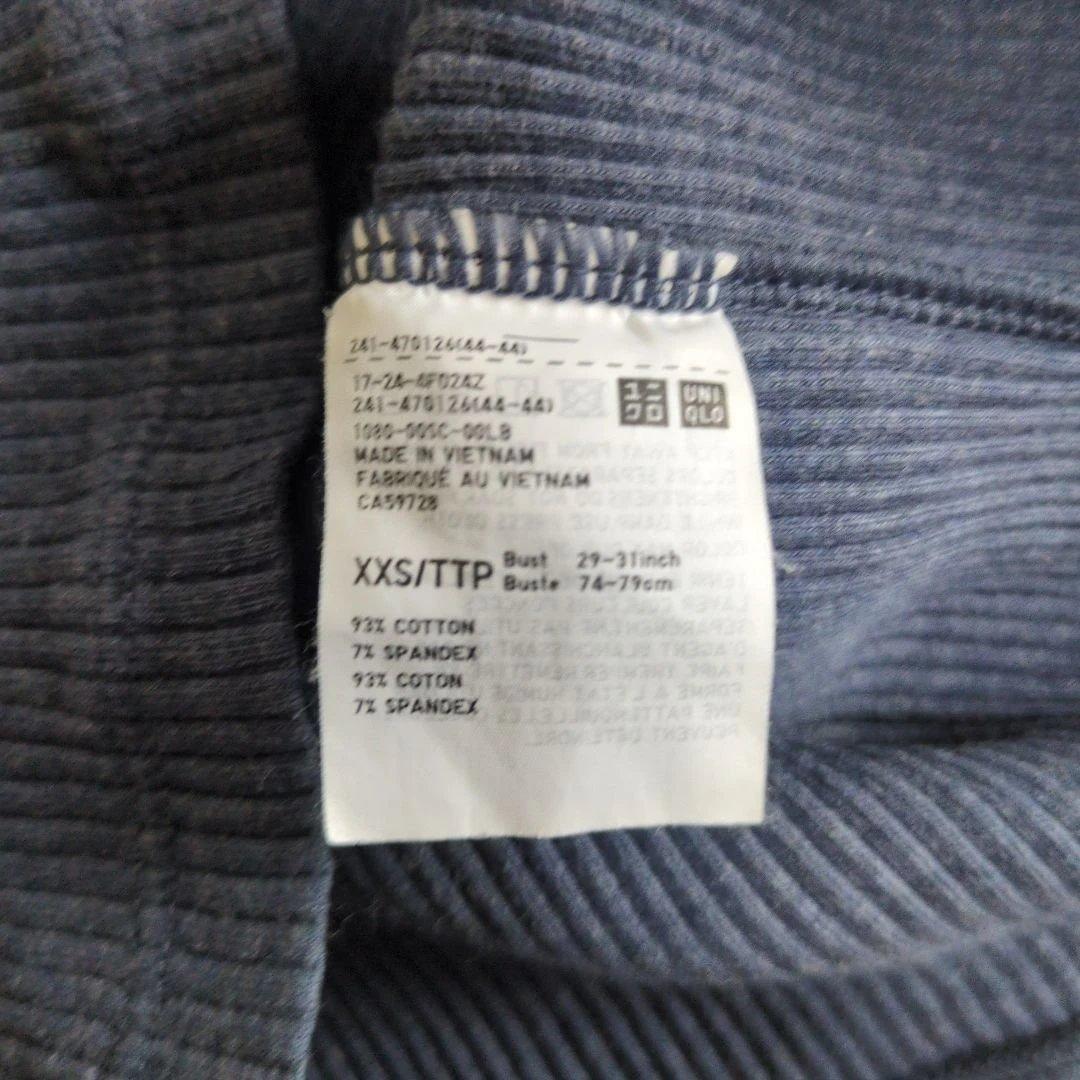 241-470126(44-44)
17-24-4F024Z
241-470126(44-44)
ユニクロ
UNIQLO
1080-00SC-00LB
MADE IN VIETNAM
FABRIQUÉ AU VIETNAM
CA59728
XXS/TTP
Bust 29-31inch
Buste 74-79cm
93% COTTON
7% SPANDEX
93% COTON
7% SPANDEX